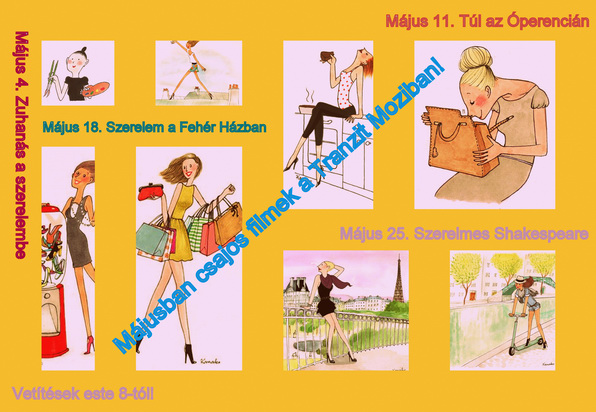 Május 11. Túl az Óperencián
Május 4. Zuhanás a szerelembe
Május 18. Szerelem a Fehér Házban
Májusban csajos filmek a Tranzit Moziban!
Május 25. Szerelmes Shakespeare
Vetítések este 8-tól!